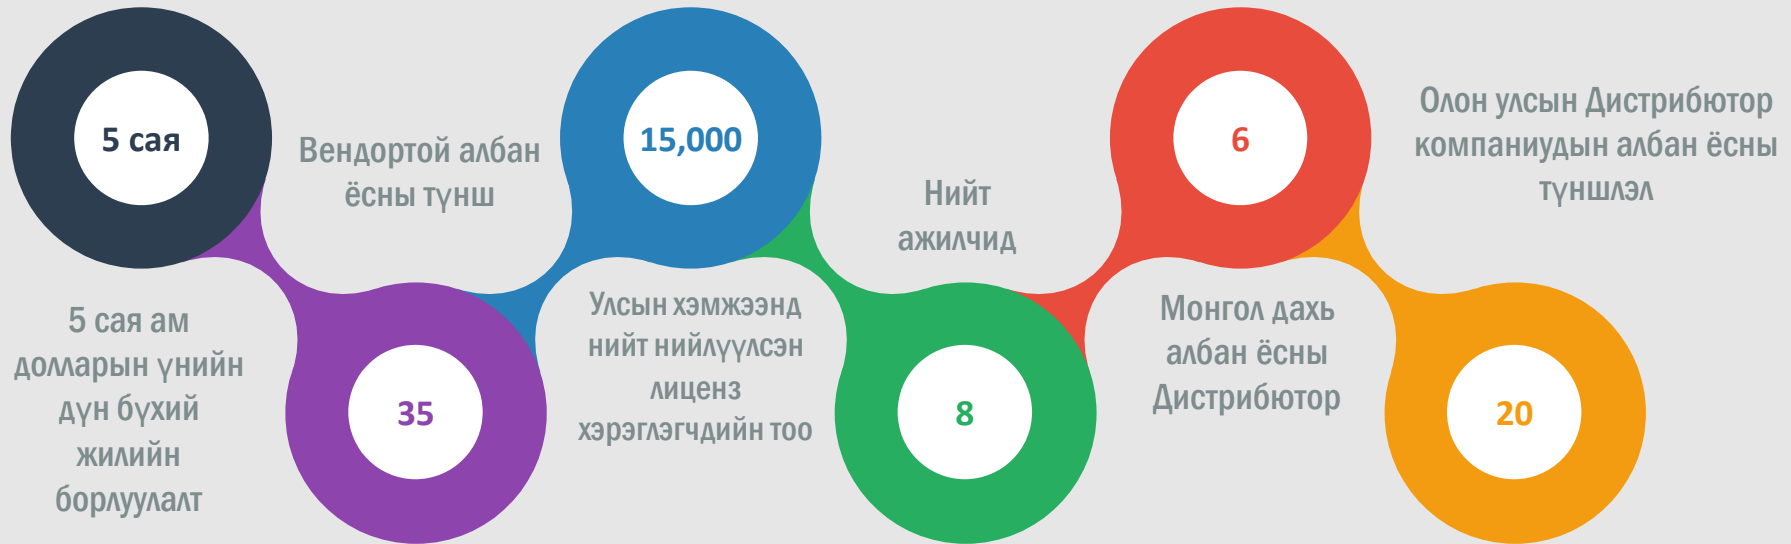 5 сая
5 сая ам
долларын үнийн
дүн бүхий
жилийн
борлуулалт
Вендортой албан
ёсны түнш
35
15,000
Улсын хэмжээнд
нийт нийлүүлсэн
лиценз
хэрэглэгчдийн тоо
Нийт
ажилчид
8
6
Монгол дахь
албан ёсны
Дистрибютор
Олон улсын Дистрибютор
компаниудын албан ёсны
түншлэл
20